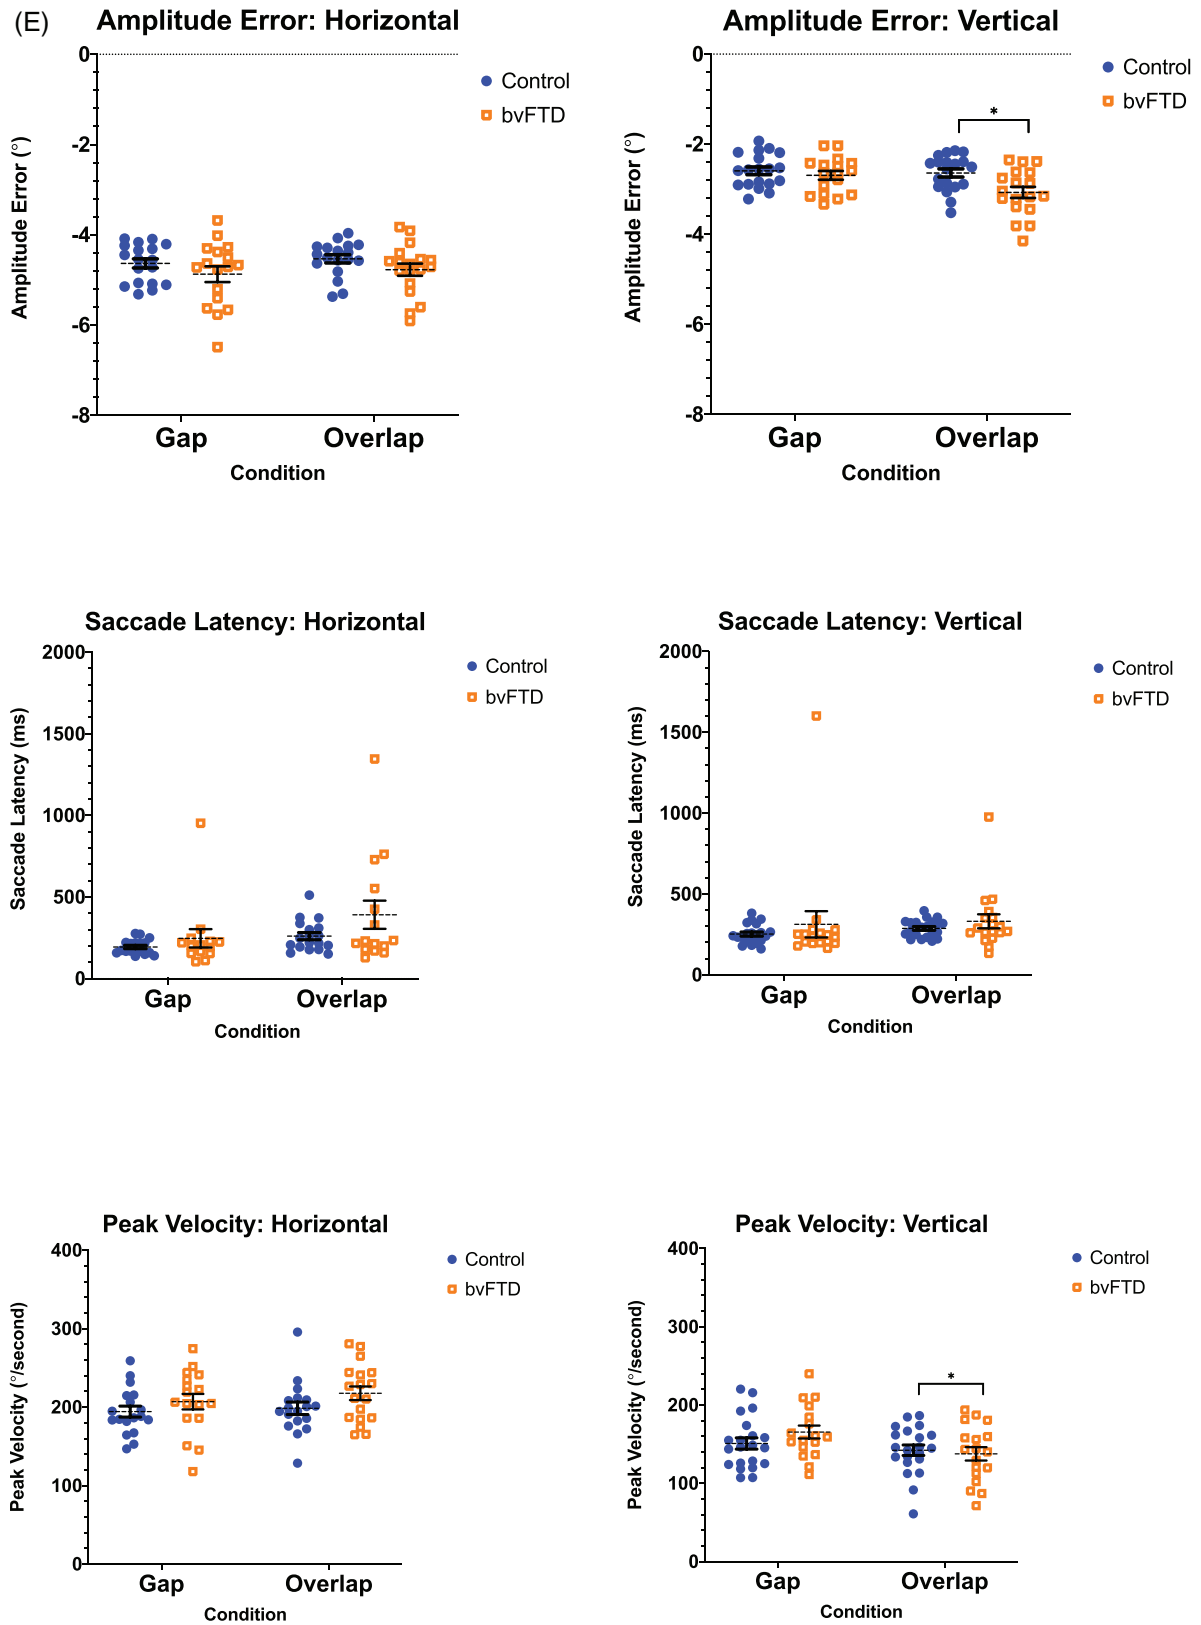 (E)
Amplitude Error: Horizontal
Amplitude Error (°)
0
-2
-4
-6
-8
Gap
Overlap
Condition
Control
bvFTD
Amplitude Error: Vertical
Amplitude Error (°)
0
-2
-4
-6
-8
Gap
Overlap
Condition
Control
bvFTD
*
Saccade Latency: Horizontal
Saccade Latency (ms)
2000
1500
1000
500
0
Gap
Overlap
Condition
Control
bvFTD
Saccade Latency: Vertical
Saccade Latency (ms)
2000
1500
1000
500
0
Gap
Overlap
Condition
Control
bvFTD
Peak Velocity: Horizontal
Peak Velocity (°/second)
400
300
200
100
0
Gap
Overlap
Condition
Control
bvFTD
Peak Velocity: Vertical
Peak Velocity (°/second)
400
300
200
100
0
Gap
Overlap
Condition
Control
bvFTD
*